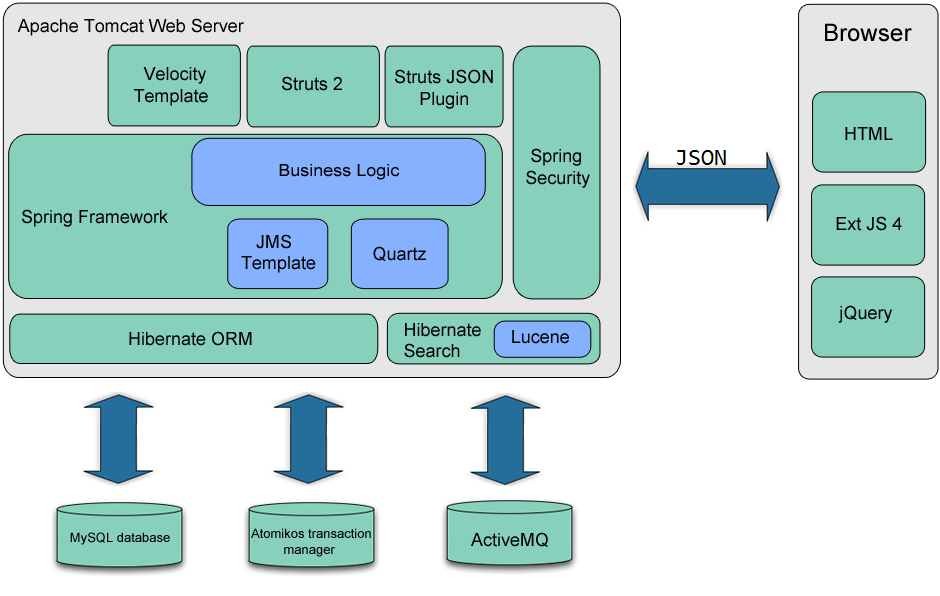 Apache Tomcat Web Server
Velocity
Template
Struts 2
Struts JSON
Plugin
Spring
Security
Business Logic
Spring Framework
JMS
Template
Quartz
Hibernate ORM
Hibernate
Search
Lucene
JSON
Browser
HTML
Ext JS 4
jQuery
MySQL database
Atomikos transaction
manager
ActiveMQ